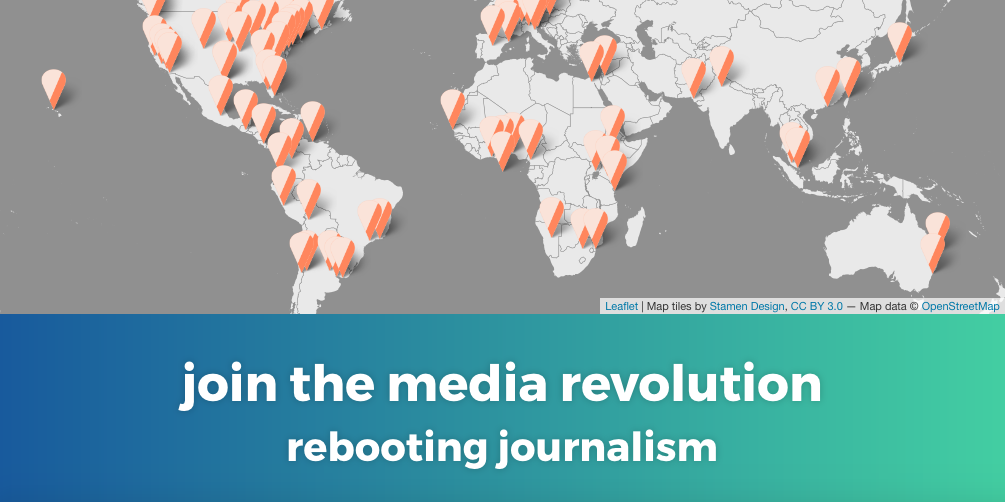 Leaflet | Map tiles by Stamen Design, CC BY 3.0 — Map data © OpenStreetMap
join the media revolution
rebooting journalism